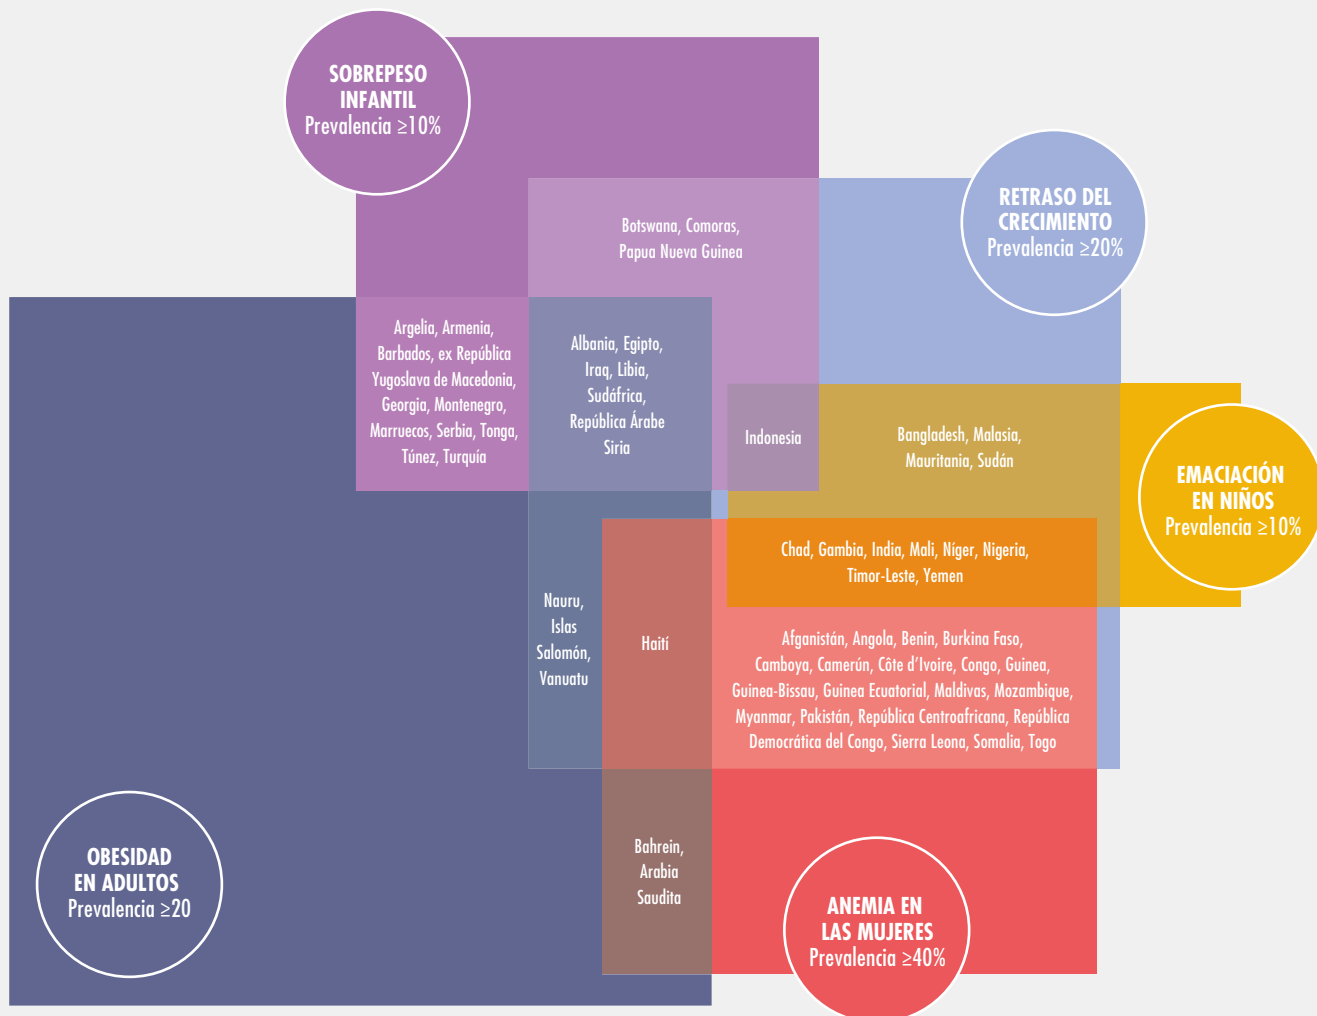 SOBREPESO
INFANTIL
Prevalencia ≥10%
RETRASO DEL
CRECIMIENTO
Prevalencia ≥20%
Botswana, Comoras,
Papua Nueva Guinea
Argelia, Armenia,
Barbados, ex República
Yugoslava de Macedonia,
Georgia, Montenegro,
Marruecos, Serbia, Tonga,
Túnez, Turquía
Albania, Egipto,
Iraq, Libia,
Sudáfrica,
República Árabe
Siria
Indonesia
Bangladesh, Malasia,
Mauritania, Sudán
EMACIACIÓN
EN NIÑOS
Prevalencia ≥10%
Chad, Gambia, India, Mali, Níger, Nigeria,
Timor-Leste, Yemen
Nauru,
Islas
Salomón,
Vanuatu
Haití
Afganistán, Angola, Benin, Burkina Faso,
Camboya, Camerún, Côte d’Ivoire, Congo, Guinea,
Guinea-Bissau, Guinea Ecuatorial, Maldivas, Mozambique,
Myanmar, Pakistán, República Centroafricana, República
Democrática del Congo, Sierra Leona, Somalia, Togo
Bahrein,
Arabia
Saudita
OBESIDAD
EN ADULTOS
Prevalencia ≥20
ANEMIA EN
LAS MUJERES
Prevalencia ≥40%